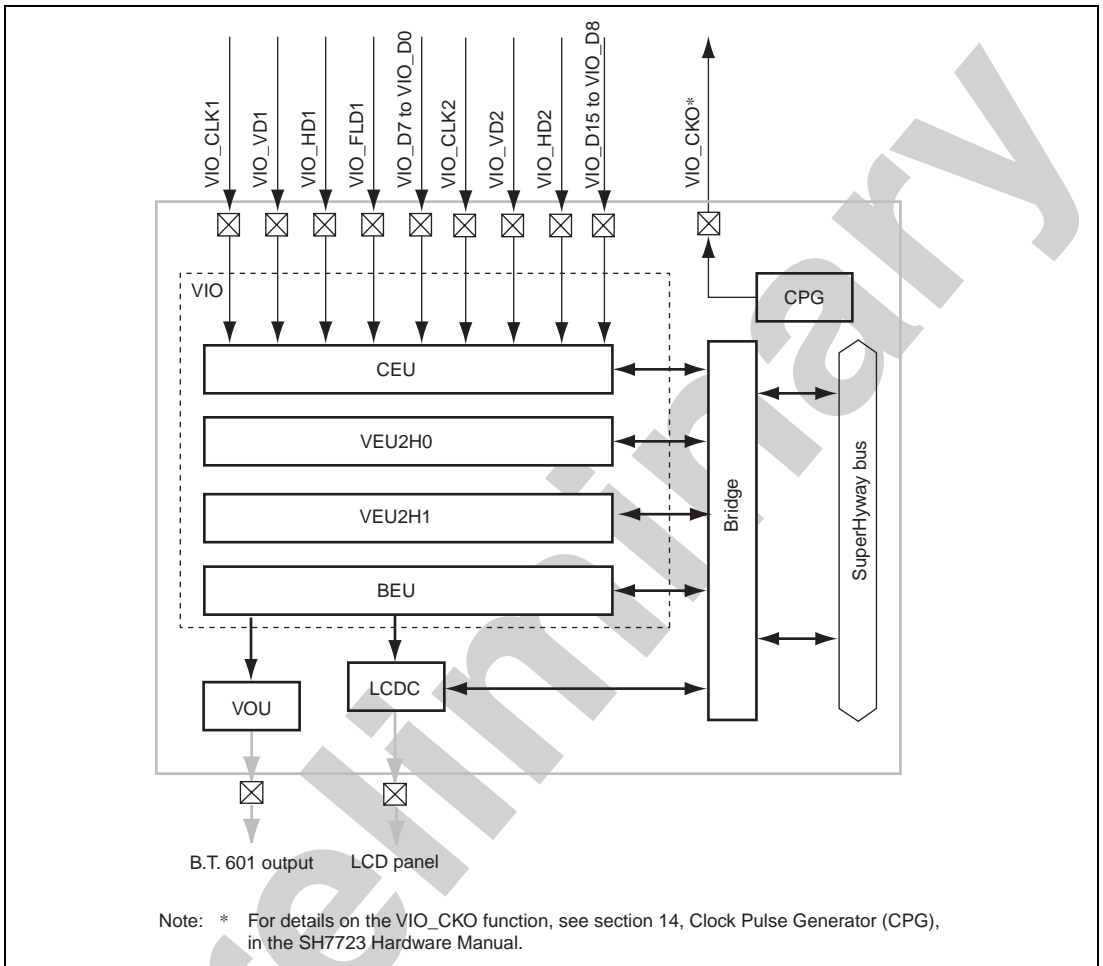 VIO_CLK1
VIO_VD1
VIO_HD1
VIO_FLD1
VIO_D7 to VIO_D0
VIO_CLK2
VIO_VD2
VIO_HD2
VIO_D15 to VIO_D8
VIO_CKO*
VIO
CPG
CEU
VEU2H0
VEU2H1
BEU
Bridge
SuperHyway bus
VOU
LCDC
B.T. 601 output
LCD panel
Note: * For details on the VIO_CKO function, see section 14, Clock Pulse Generator (CPG),
in the SH7723 Hardware Manual.
reliminary